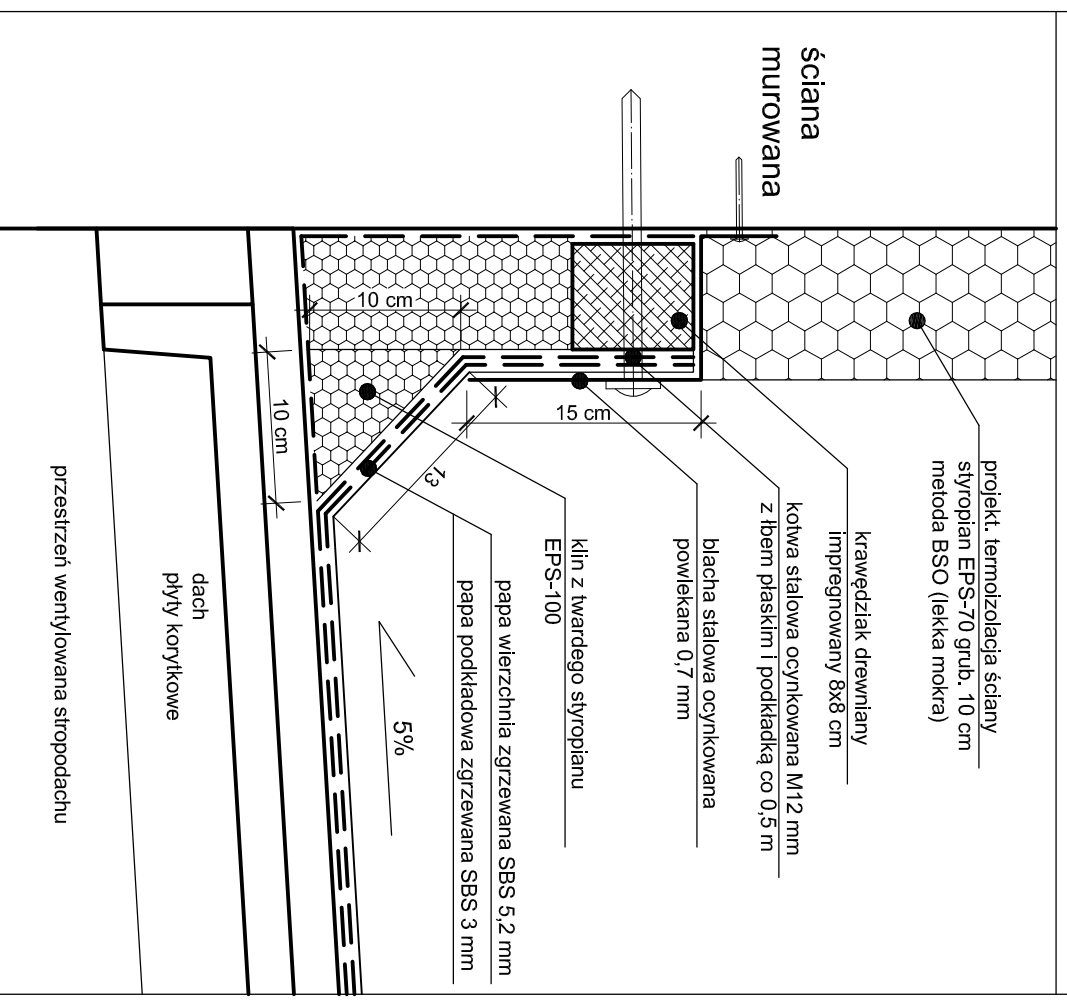 ściana
murowana
projekt. termoizolacja ściany
styropian EPS-70 grub. 10 cm
metoda BSO (lekka mokra)
krawędziak drewniany
impregnowany 8x8 cm
kotwa stalowa ocynkowana M12 mm
z łbem płaskim i podkładką co 0,5 m
blacha stalowa ocynkowana
powlekana 0,7 mm
klin z twardego styropianu
EPS-100
papa wierzchnia zgrzewana SBS 5,2 mm
papa podkładowa zgrzewana SBS 3 mm
10 cm
15 cm
13
10 cm
5%
dach
płyty korytkowe
przestrzeń wentylowana stropodachu